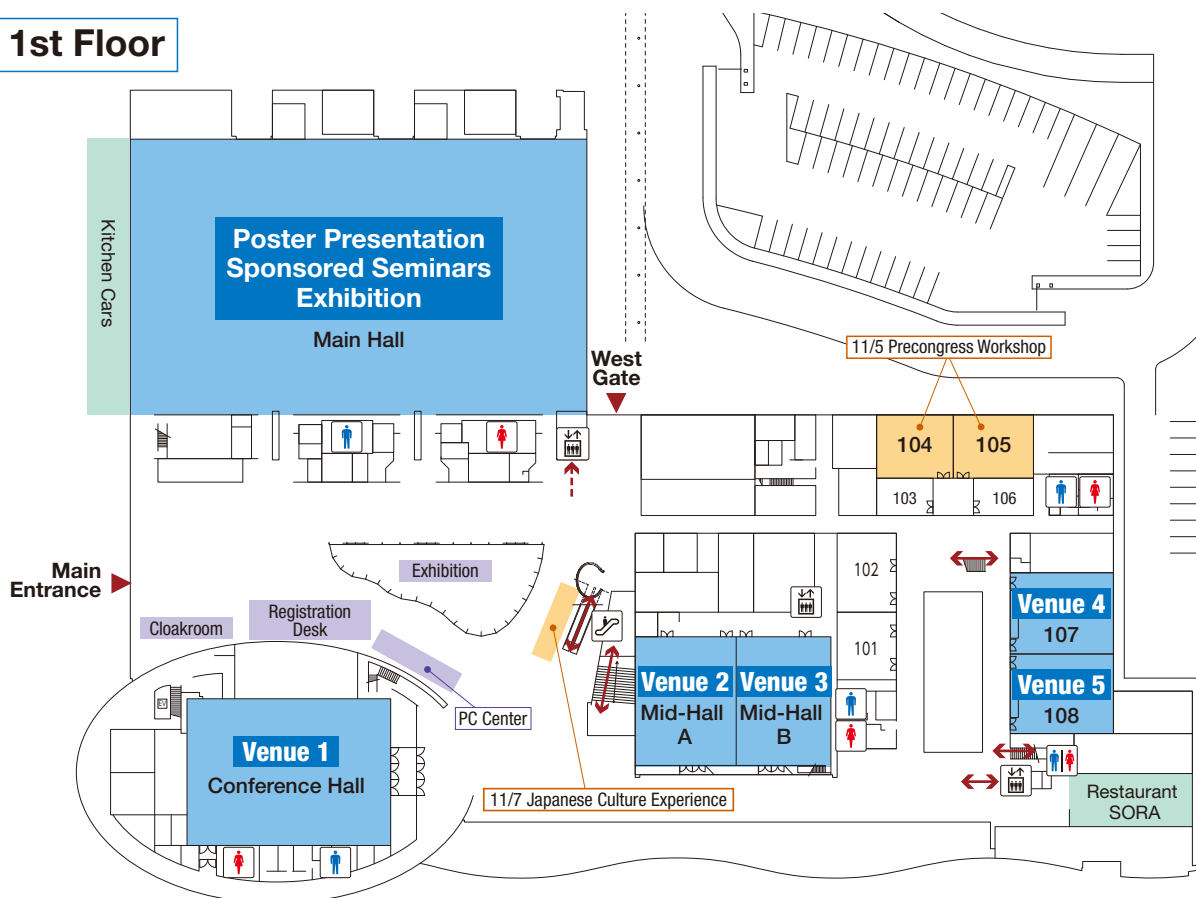 1st Floor
Kitchen Cars
Poster Presentation
Sponsored Seminars
Exhibition
Main Hall
West
Gate
11/5 Precongress Workshop
104
105
103
106
Main
Entrance
Exhibition
Registration
Desk
Cloakroom
PC Center
102
101
Venue 4
107
Venue 5
108
Venue 2
Mid-Hall
A
Venue 3
Mid-Hall
B
EV
Venue 1
Conference Hall
11/7 Japanese Culture Experience
Restaurant
SORA